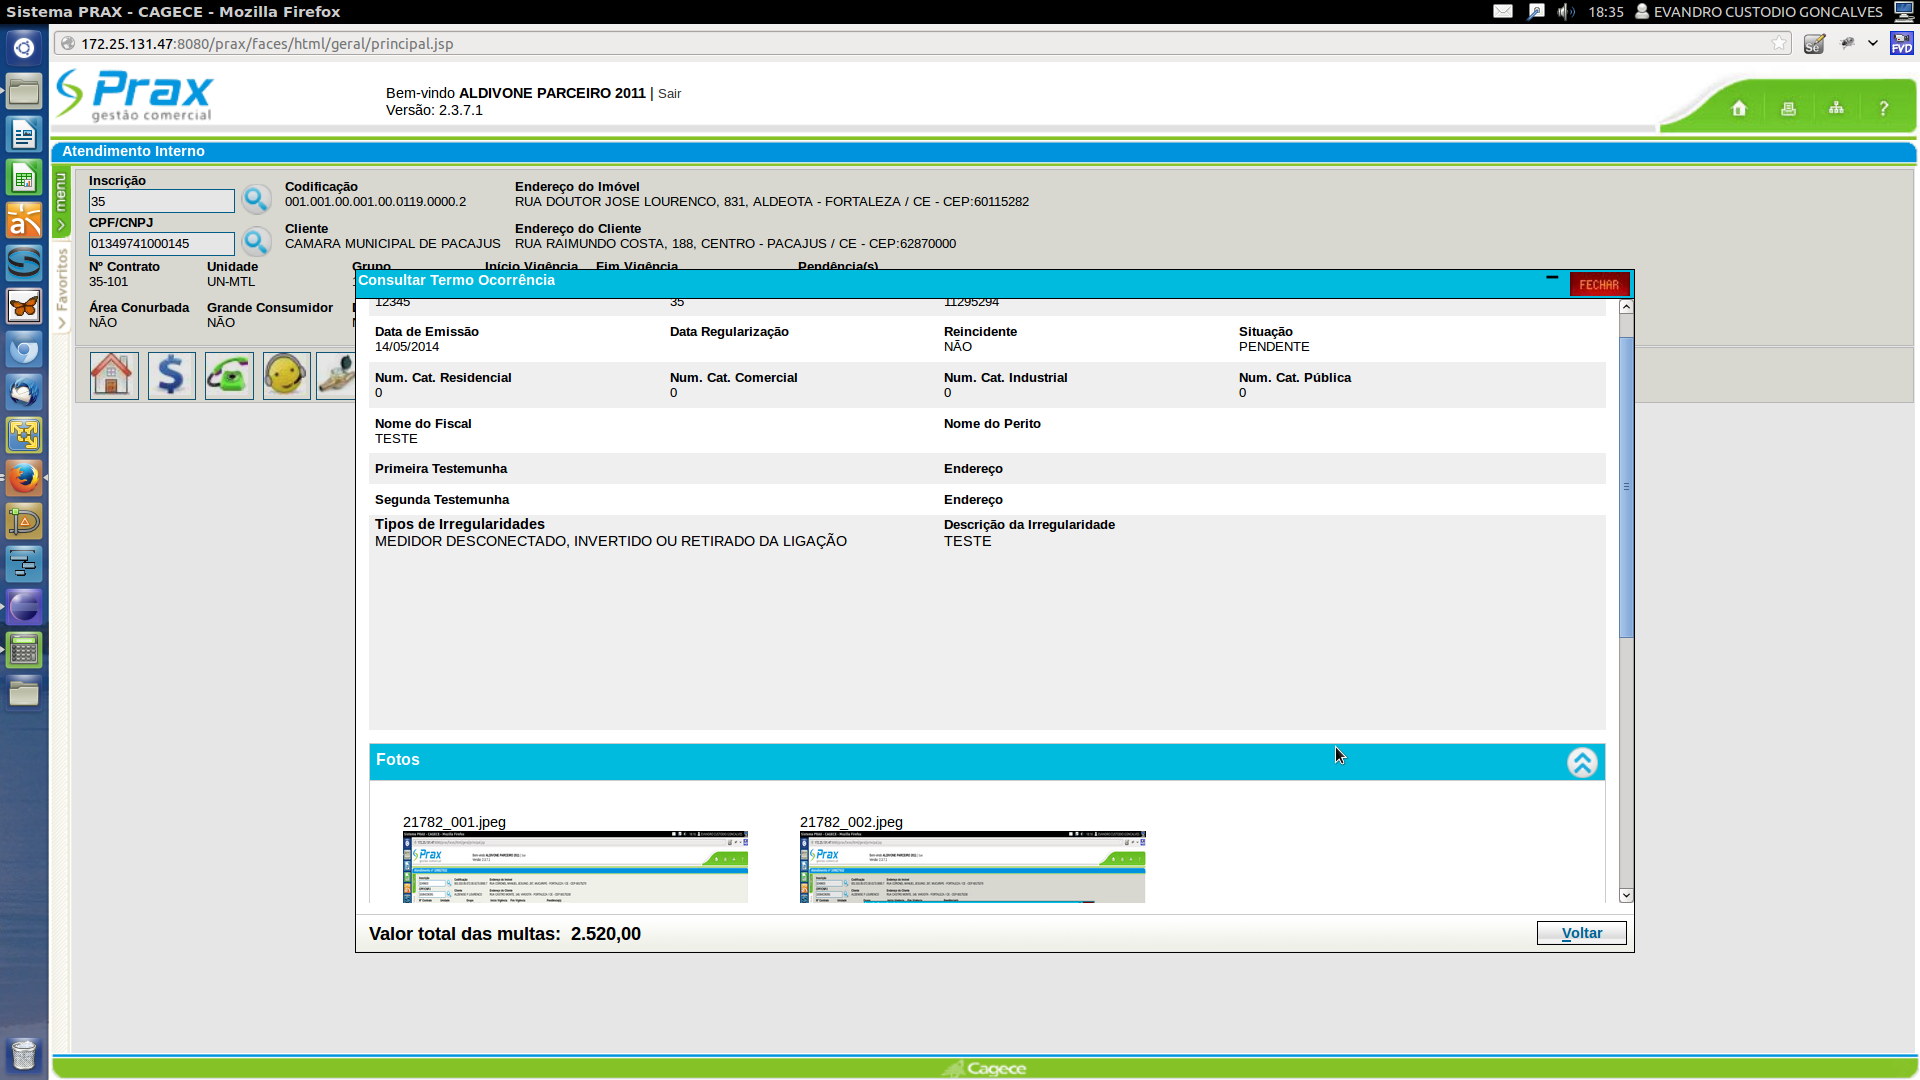 Sistema PRAX - CAGECE - Mozilla Firefox
18:35 EVANDRO CUSTODIO GONCALVES
172.25.131.47:8080/prax/faces/html/geral/principal.jsp
FVD
Prax
gestão comercial
Bem-vindo ALDIVONE PARCEIRO 2011 | Sair
Versão: 2.3.7.1
Atendimento Interno
menu
Favoritos
Inscrição
35
Codificação
001.001.00.001.00.0119.0000.2
Endereço do Imóvel
RUA DOUTOR JOSE LOURENCO, 831, ALDEOTA - FORTALEZA / CE - CEP:60115282
CPF/CNPJ
01349741000145
Cliente
CAMARA MUNICIPAL DE PACAJUS
Endereço do Cliente
RUA RAIMUNDO COSTA, 188, CENTRO - PACAJUS / CE - CEP:62870000
Nº Contrato
35-101
Unidade
UN-MTL
Grupo
Início Vigência
Fim Vigência
Pendência(s)
Área Conurbada
NÃO
Grande Consumidor
NÃO
Consultar Termo Ocorrência
FECHAR
12345
35
11295294
Data de Emissão
14/05/2014
Data Regularização
Reincidente
NÃO
Situação
PENDENTE
Num. Cat. Residencial
0
Num. Cat. Comercial
0
Num. Cat. Industrial
0
Num. Cat. Pública
0
Nome do Fiscal
TESTE
Nome do Perito
Primeira Testemunha
Endereço
Segunda Testemunha
Endereço
Tipos de Irregularidades
MEDIDOR DESCONECTADO, INVERTIDO OU RETIRADO DA LIGAÇÃO
Descrição da Irregularidade
TESTE
Fotos
21782_001.jpeg
21782_002.jpeg
Prax
Prax
Valor total das multas: 2.520,00
Voltar
Cagece